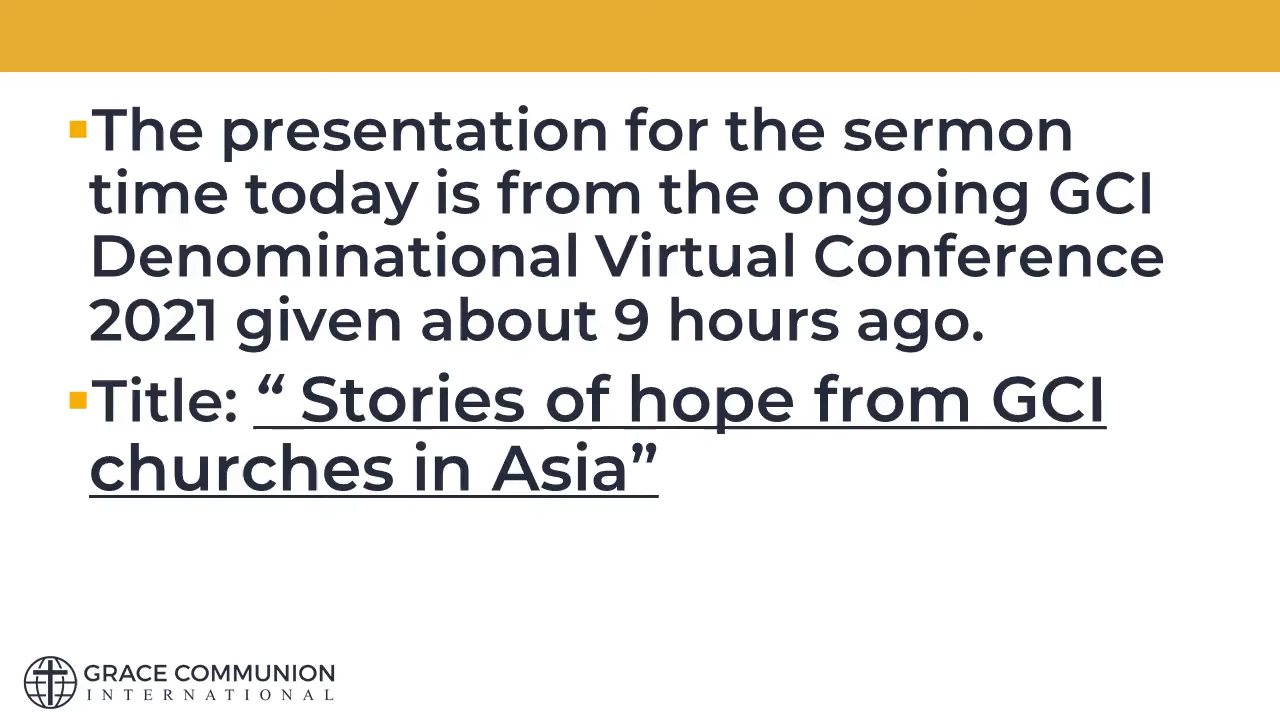 ▪The presentation for the sermon
time today is from the ongoing GCI
Denominational Virtual Conference
2021 given about 9 hours ago.
▪Title: “ Stories of hope from GCI
churches in Asia”
GRACE COMMUNION
INTERNATIONAL